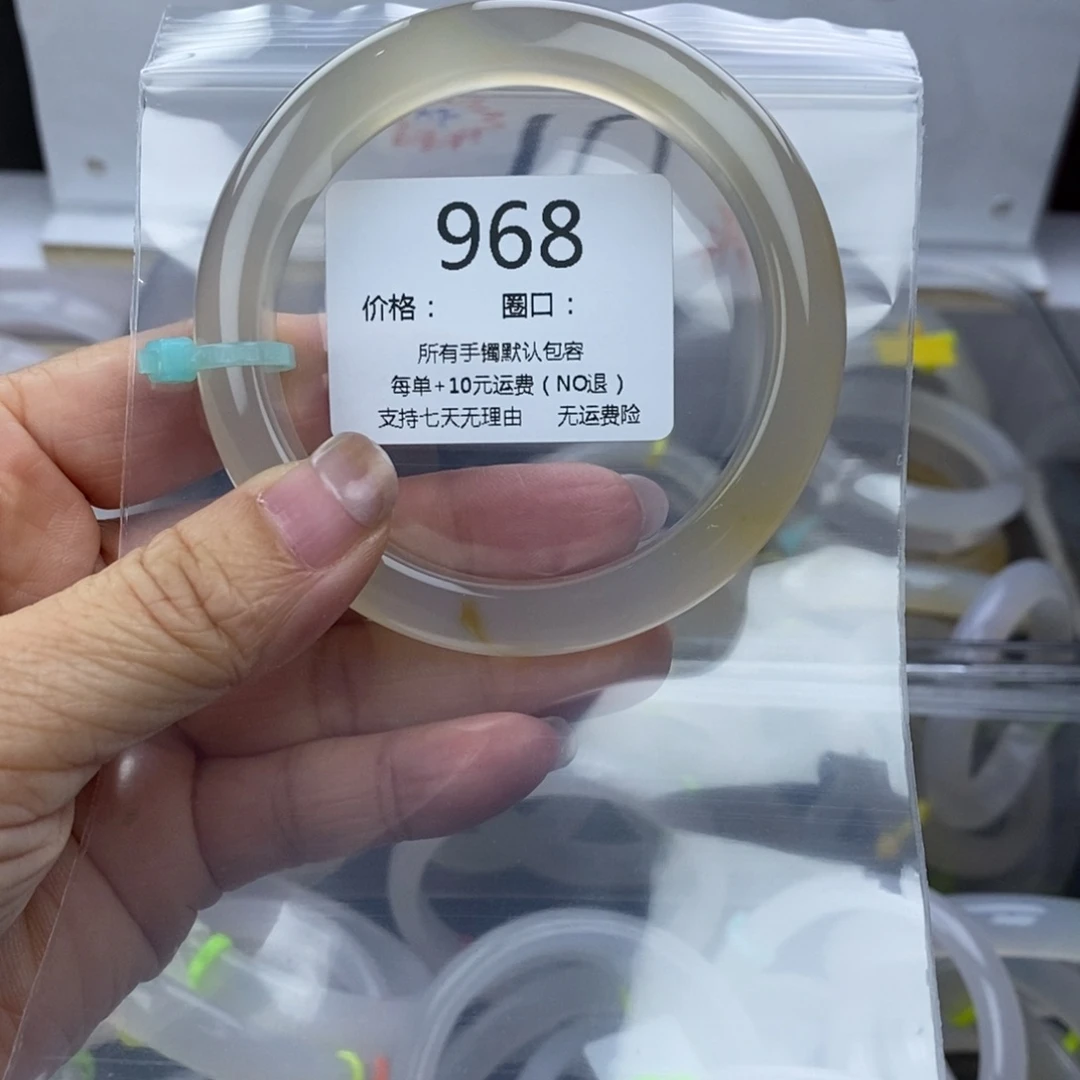 968
价格： 圈口：
所有手镯默认包容
每单+10元运费（NO退）
支持七天无理由 无运费险